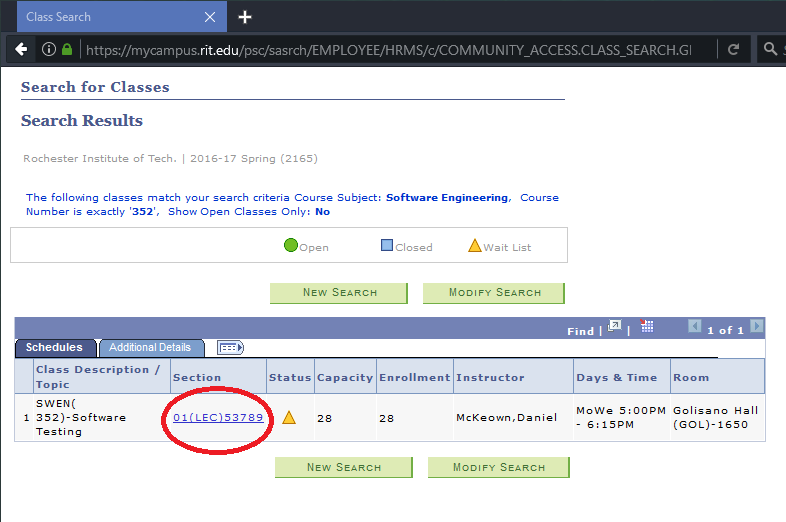 Class Search
https://mycampus.rit.edu/psc/sasrch/EMPLOYEE/HRMS/c/COMMUNITY_ACCESS.CLASS_SEARCH.GI
Search for Classes
Search Results
Rochester Institute of Tech. | 2016-17 Spring (2165)
The following classes match your search criteria Course Subject: Software Engineering, Course
Number is exactly '352', Show Open Classes Only: No
Open Closed Wait List
New Search Modify Search
Find | | 1 of 1
Schedules Additional Details
Class Description / Topic Section Status Capacity Enrollment Instructor Days & Time Room
1 SWEN( 352)-Software Testing 01(LEC)53789 28 28 McKeown,Daniel MoWe 5:00PM - 6:15PM Golisano Hall (GOL)-1650
New Search Modify Search